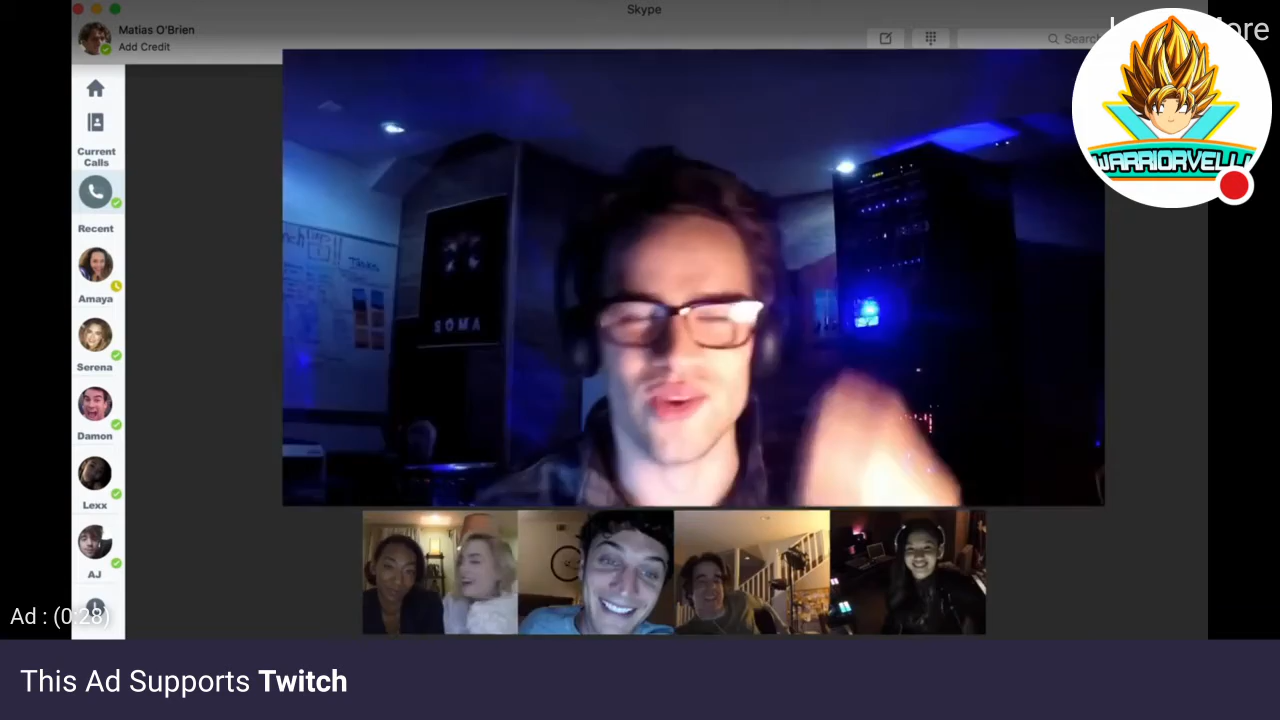 Skype
Matias O'Brien
Add Credit
Search
ore
WARRIORVELLI
Current
Calls
Recent
Amaya
Serena
Damon
Lexx
AJ
SOMA
Ad : (0:28)
This Ad Supports Twitch